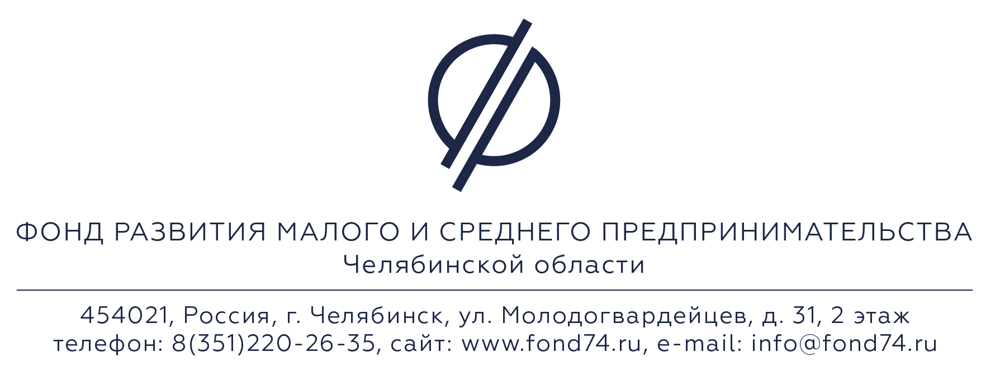 ФОНД РАЗВИТИЯ МАЛОГО И СРЕДНЕГО ПРЕДПРИНИМАТЕЛЬСТВА
Челябинской области
454021, Россия, г. Челябинск, ул. Молодогвардейцев, д. 31, 2 этаж
телефон: 8(351)220-26-35, сайт: www.fond74.ru, e-mail: info@fond74.ru